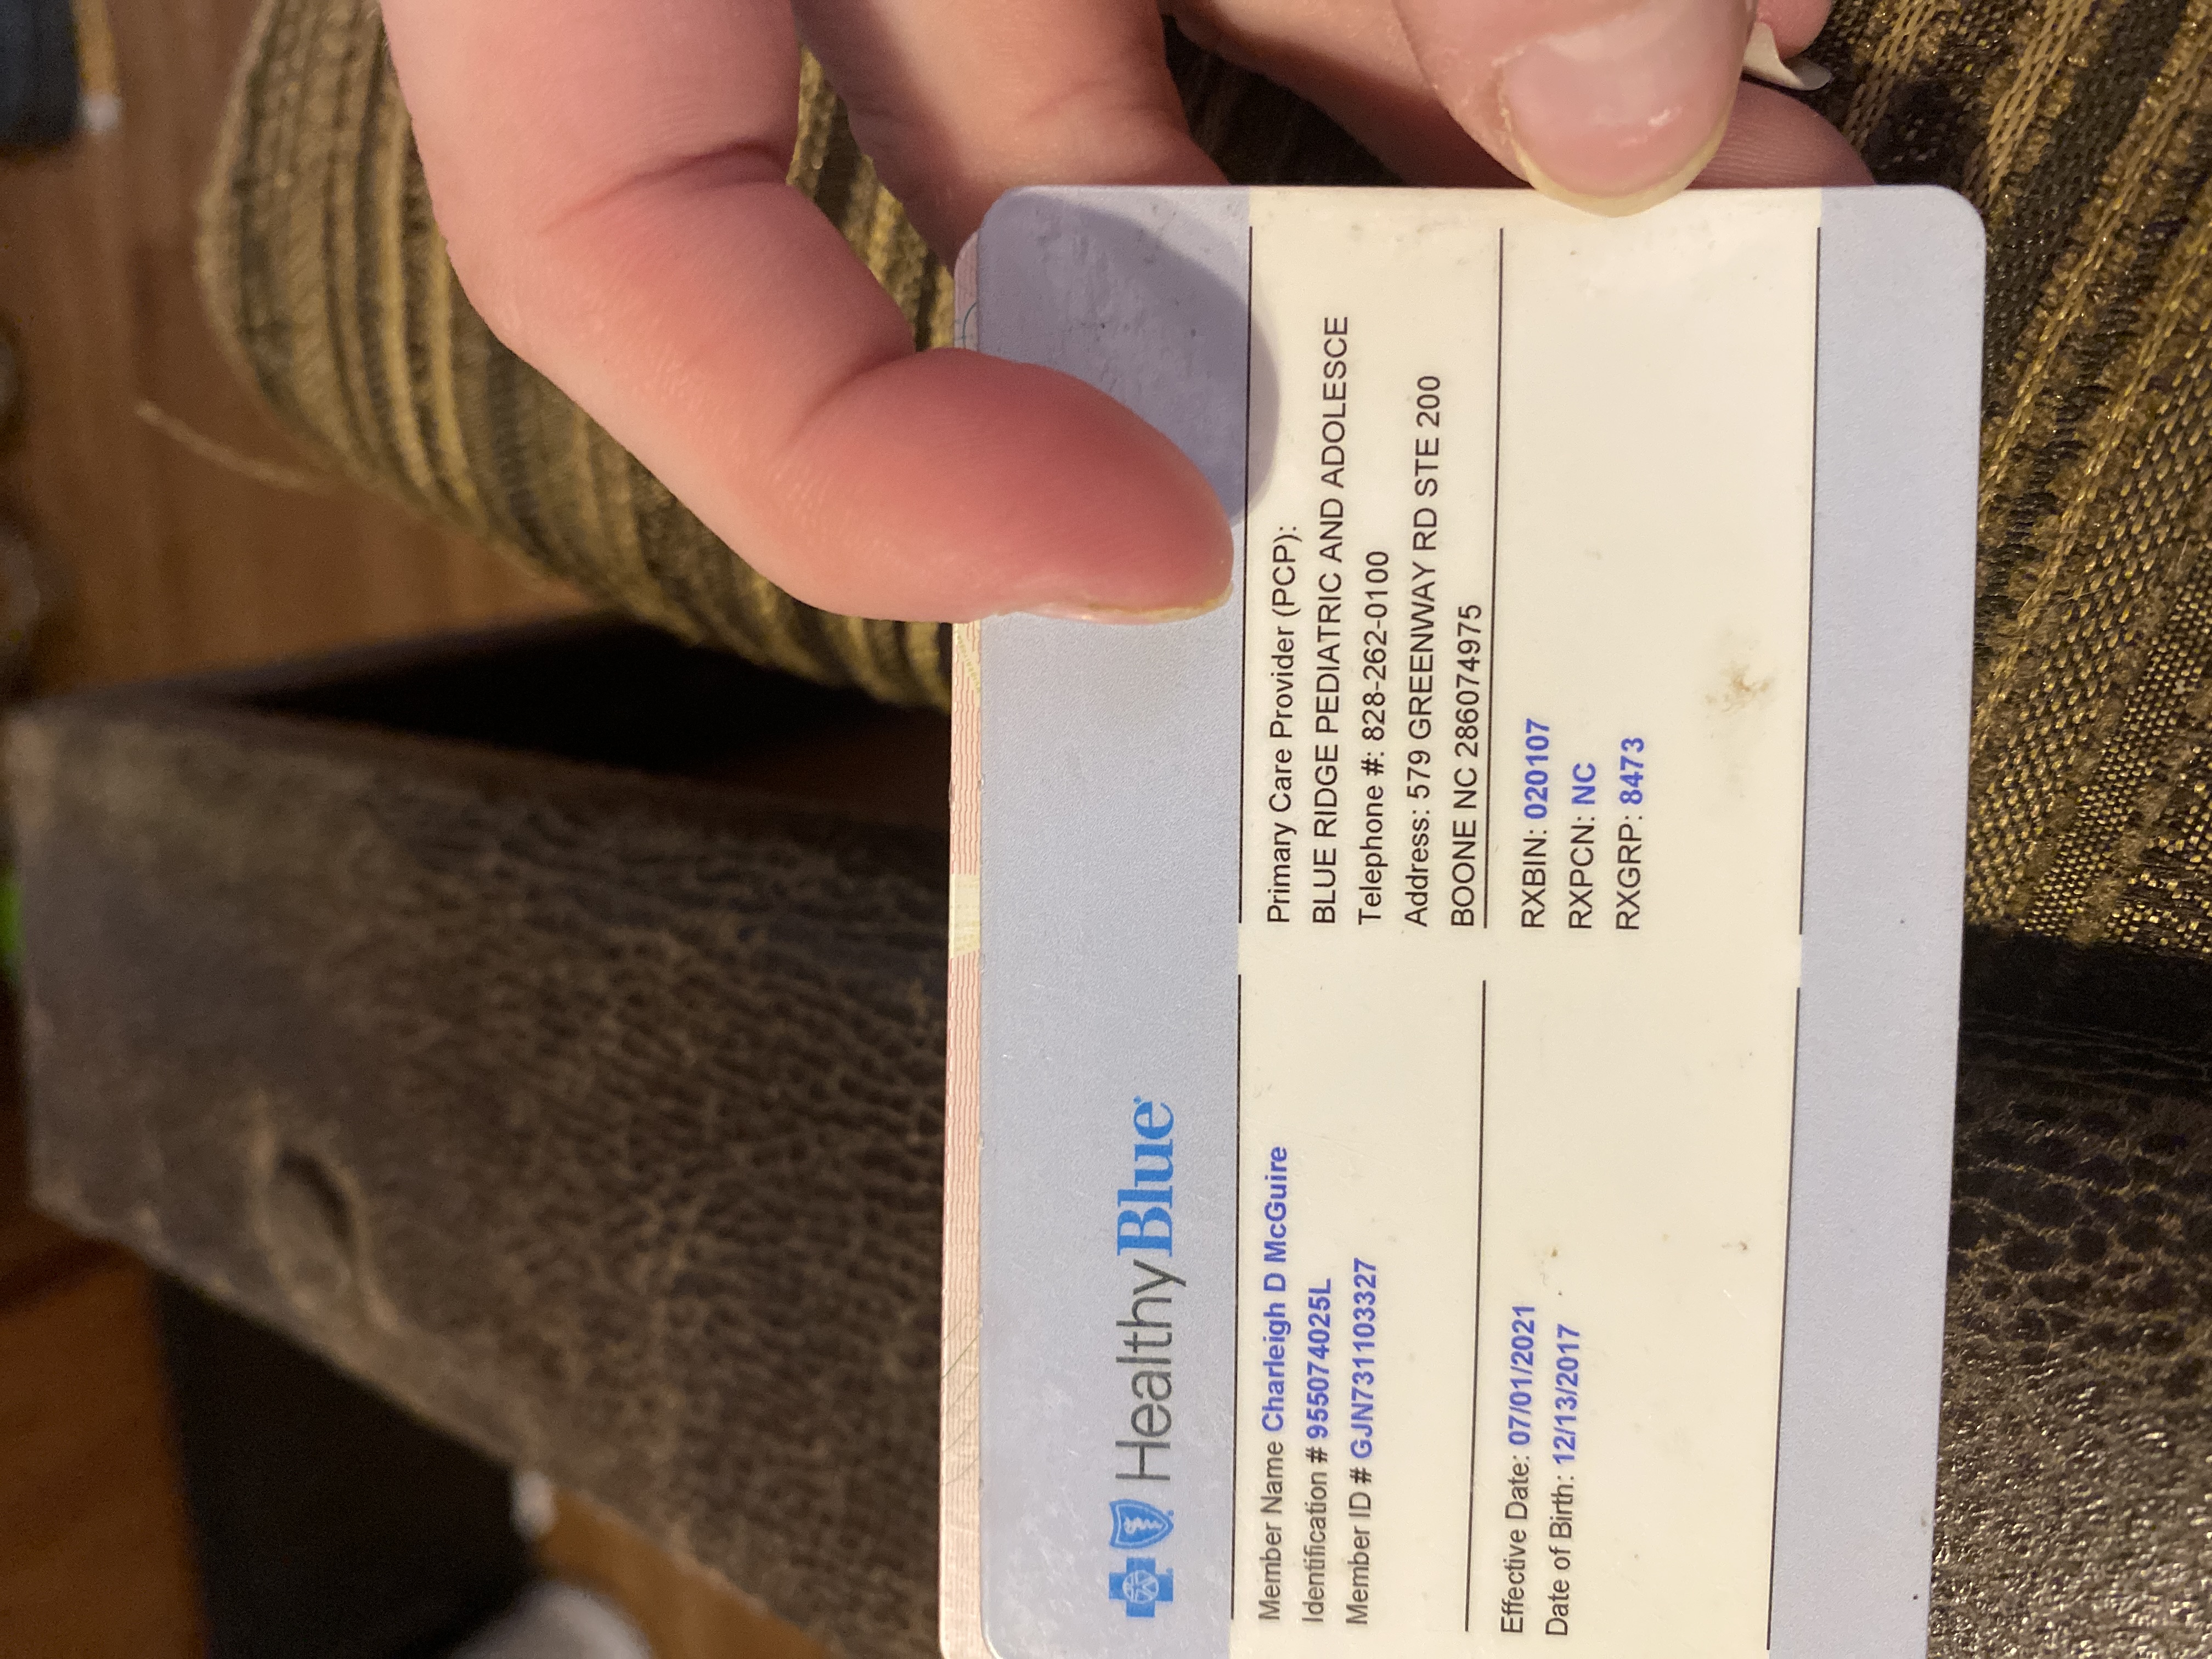 HealthyBlue
Member Name Charleigh D McGuire
Identification # 955074025L
Member ID # GJN731103327
Effective Date: 07/01/2021
Date of Birth: 12/13/2017
Primary Care Provider (PCP):
BLUE RIDGE PEDIATRIC AND ADOLESCE
Telephone #: 828-262-0100
Address: 579 GREENWAY RD STE 200
BOONE NC 286074975
RXBIN: 020107
RXPCN: NC
RXGRP: 8473